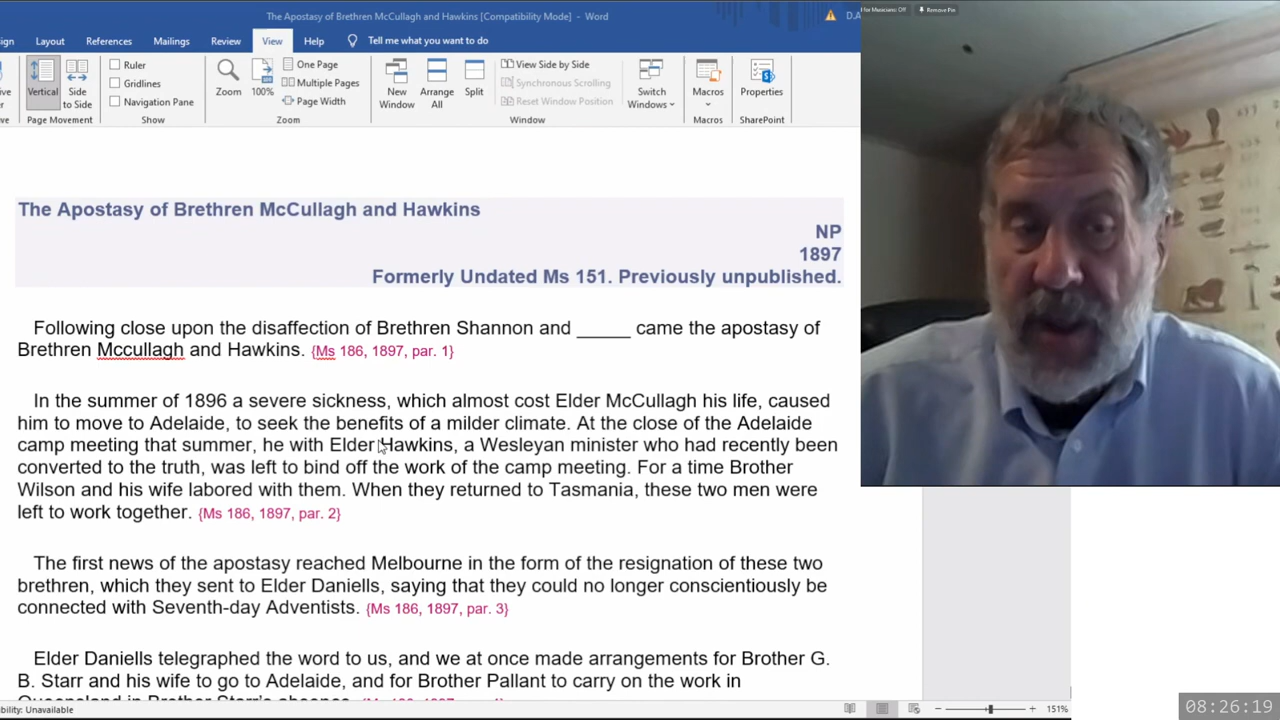 The Apostasy of Brethren McCullagh and Hawkins [Compatibility Mode] - Word
D.A
for Musicians: Off
Remove Pin
sign Layout References Mailings Review View Help Tell me what you want to do
Vertical
Side to Side
Page Movement
Ruler
Gridlines
Navigation Pane
Show
Zoom
100%
One Page
Multiple Pages
Page Width
Zoom
New Window
Arrange All
Split
View Side by Side
Synchronous Scrolling
Reset Window Position
Window
Switch Windows
Macros
Macros
Properties
SharePoint
The Apostasy of Brethren McCullagh and Hawkins
NP
1897
Formerly Undated Ms 151. Previously unpublished.
Following close upon the disaffection of Brethren Shannon and _____ came the apostasy of
Brethren Mccullagh and Hawkins. {Ms 186, 1897, par. 1}
In the summer of 1896 a severe sickness, which almost cost Elder McCullagh his life, caused
him to move to Adelaide, to seek the benefits of a milder climate. At the close of the Adelaide
camp meeting that summer, he with Elder Hawkins, a Wesleyan minister who had recently been
converted to the truth, was left to bind off the work of the camp meeting. For a time Brother
Wilson and his wife labored with them. When they returned to Tasmania, these two men were
left to work together. {Ms 186, 1897, par. 2}
The first news of the apostasy reached Melbourne in the form of the resignation of these two
brethren, which they sent to Elder Daniells, saying that they could no longer conscientiously be
connected with Seventh-day Adventists. {Ms 186, 1897, par. 3}
Elder Daniells telegraphed the word to us, and we at once made arrangements for Brother G.
B. Starr and his wife to go to Adelaide, and for Brother Pallant to carry on the work in
Queensland in Brother Starr's absence.
bility: Unavailable
151%
08:26:19